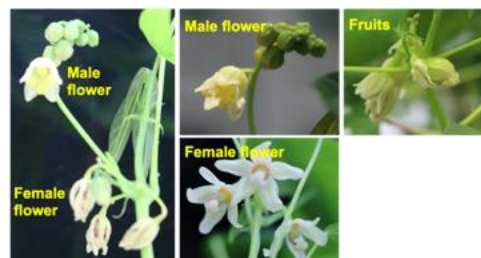 Male
flower
Female
flower
Male flower
Female flower
Fruits